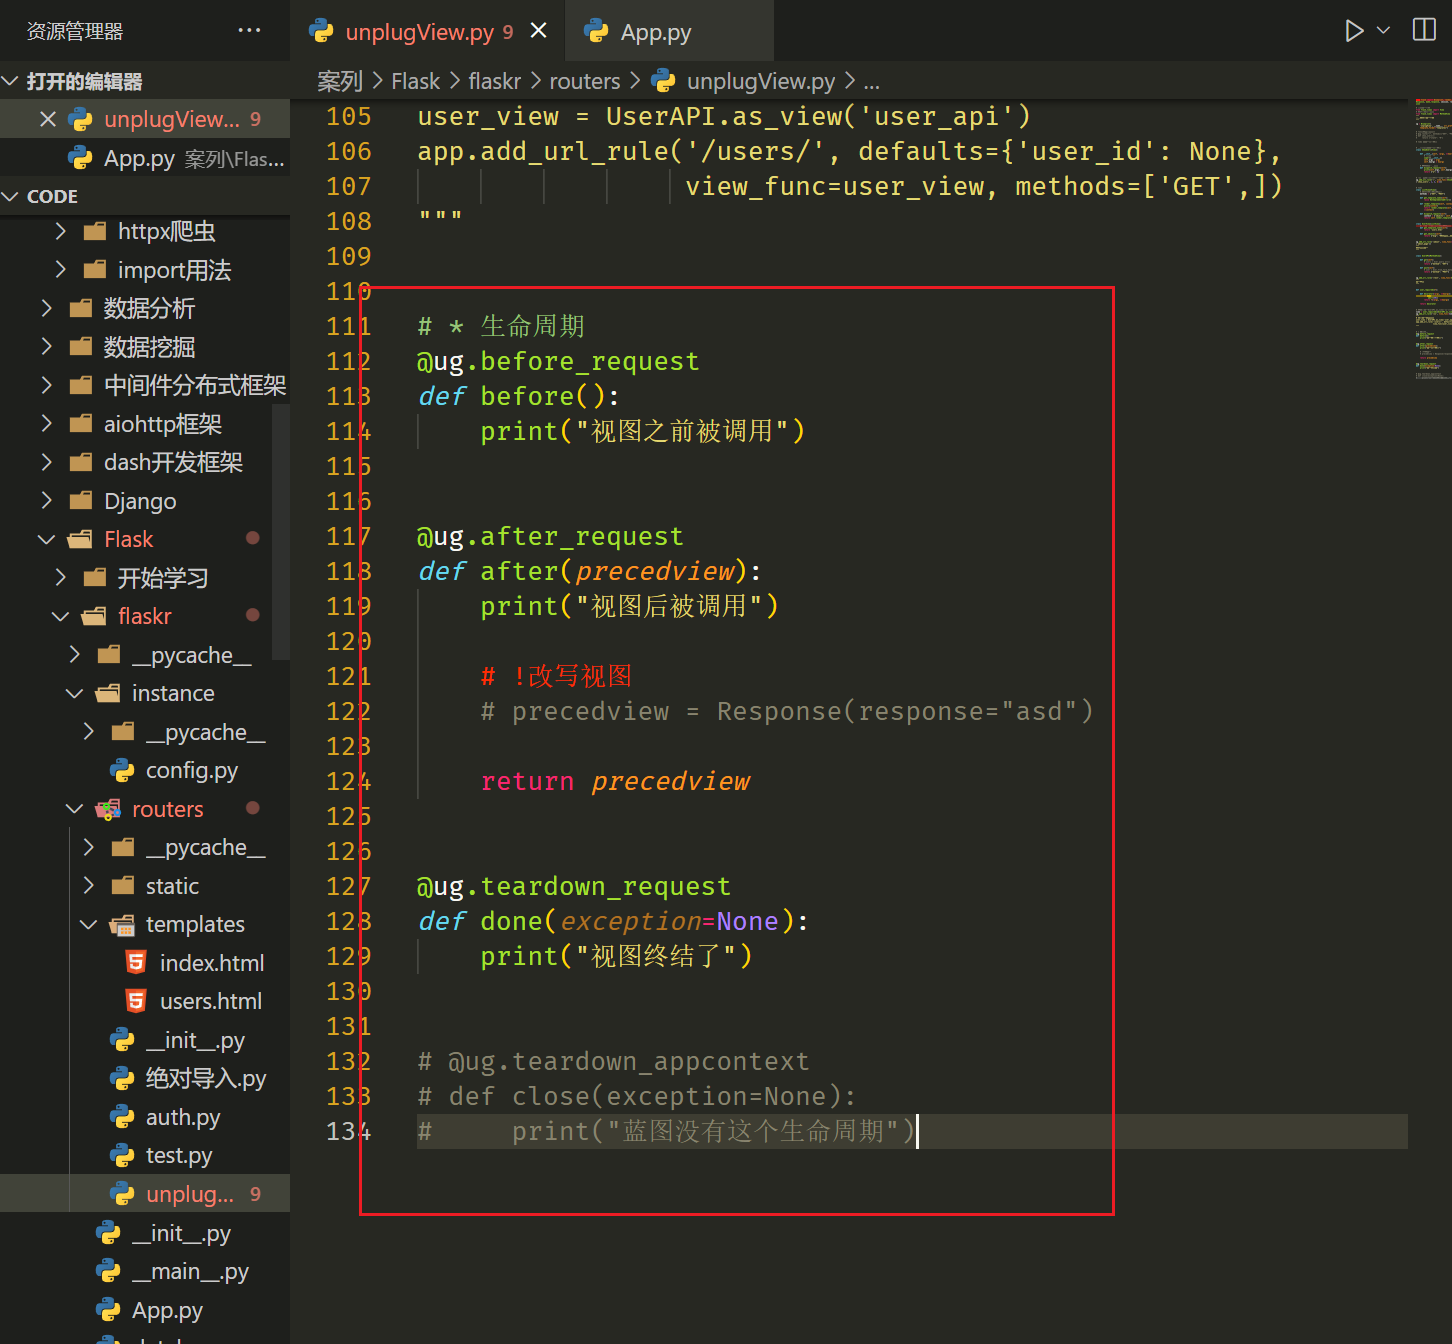 资源管理器 ···
打开的编辑器
unplugView... 9
App.py 案列\Flas...
CODE
httpx爬虫
import用法
数据分析
数据挖掘
中间件分布式框架
aiohttp框架
dash开发框架
Django
Flask
开始学习
flaskr
__pycache__
instance
__pycache__
config.py
routers
__pycache__
static
templates
index.html
users.html
__init__.py
绝对导入.py
auth.py
test.py
unplug... 9
__init__.py
__main__.py
App.py
unplugView.py 9
App.py
案列 > Flask > flaskr > routers > unplugView.py > ...
105 user_view = UserAPI.as_view('user_api')
106 app.add_url_rule('/users/', defaults={'user_id': None},
107 view_func=user_view, methods=['GET',])
108 """
109
110
111 # * 生命周期
112 @ug.before_request
113 def before():
114 print("视图之前被调用")
115
116
117 @ug.after_request
118 def after(precedview):
119 print("视图后被调用")
120
121 # !改写视图
122 # precedview = Response(response="asd")
123
124 return precedview
125
126
127 @ug.teardown_request
128 def done(exception=None):
129 print("视图终结了")
130
131
132 # @ug.teardown_appcontext
133 # def close(exception=None):
134 # print("蓝图没有这个生命周期")